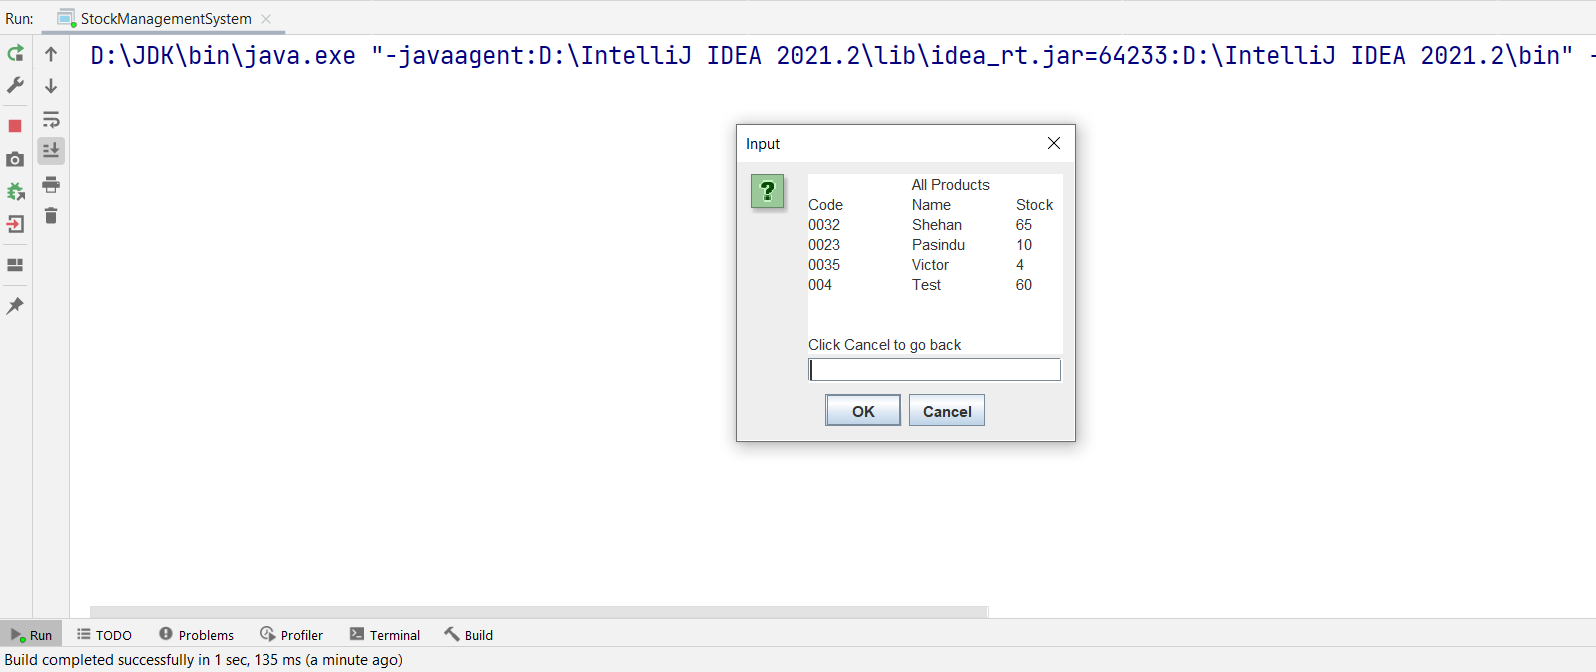 Run: StockManagementSystem
D:\JDK\bin\java.exe "-javaagent:D:\IntelliJ IDEA 2021.2\lib\idea_rt.jar=64233:D:\IntelliJ IDEA 2021.2\bin" -
Input
?
All Products
Code Name Stock
0032 Shehan 65
0023 Pasindu 10
0035 Victor 4
004 Test 60
Click Cancel to go back
OK Cancel
Run TODO Problems Profiler Terminal Build
Build completed successfully in 1 sec, 135 ms (a minute ago)